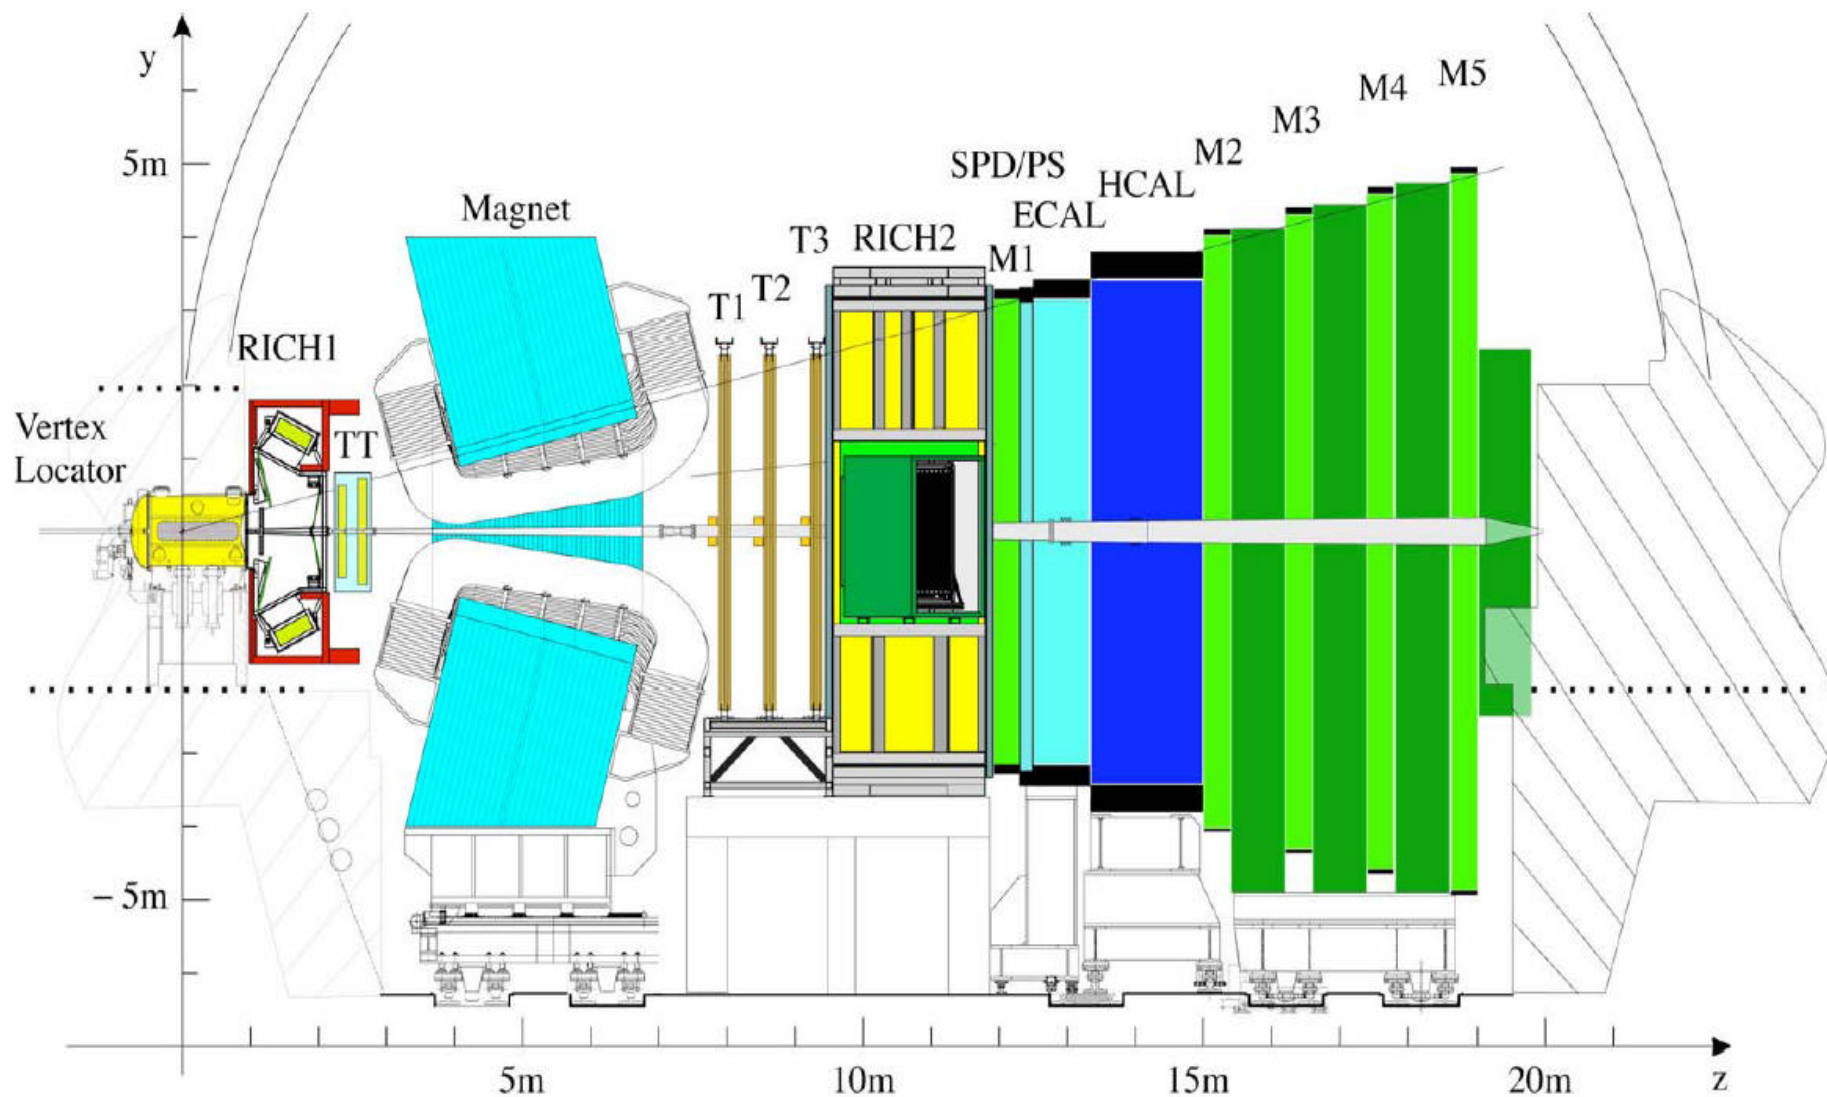 y
5m
Magnet
RICH1
Vertex
Locator
TT
T1
T2
T3
RICH2
M1
SPD/PS
ECAL
HCAL
M2
M3
M4
M5
− 5m
5m
10m
15m
20m
z